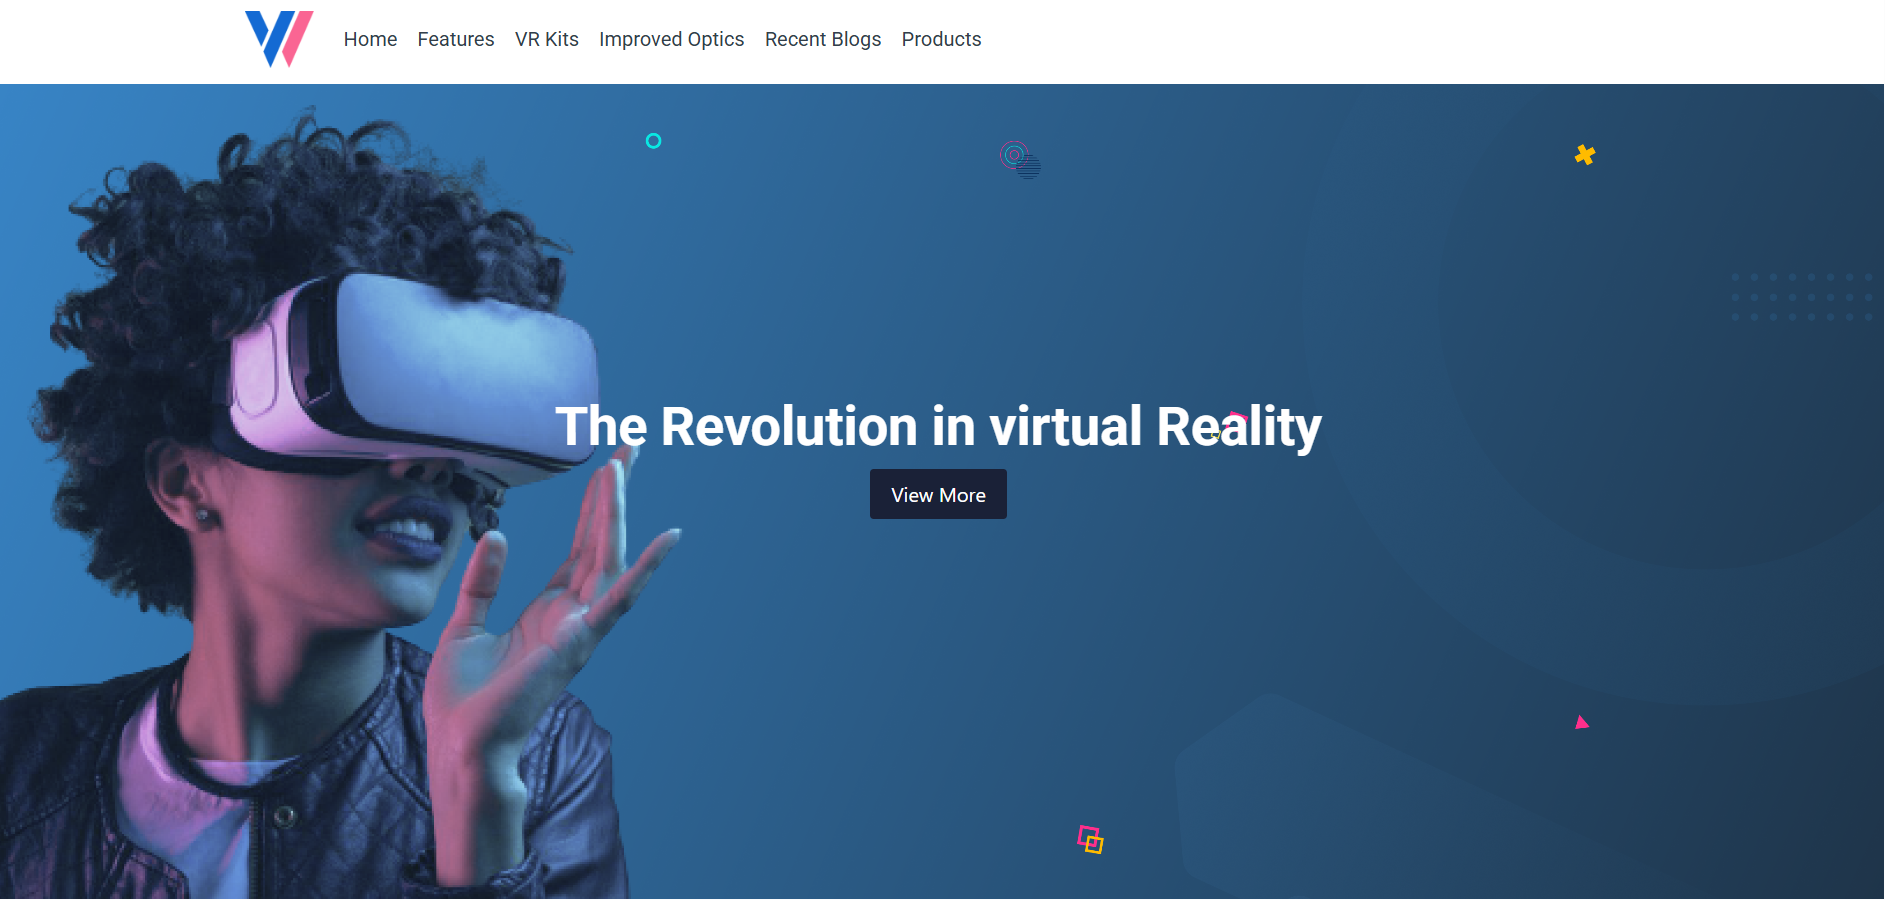 Home Features VR Kits Improved Optics Recent Blogs Products
The Revolution in virtual Reality
View More